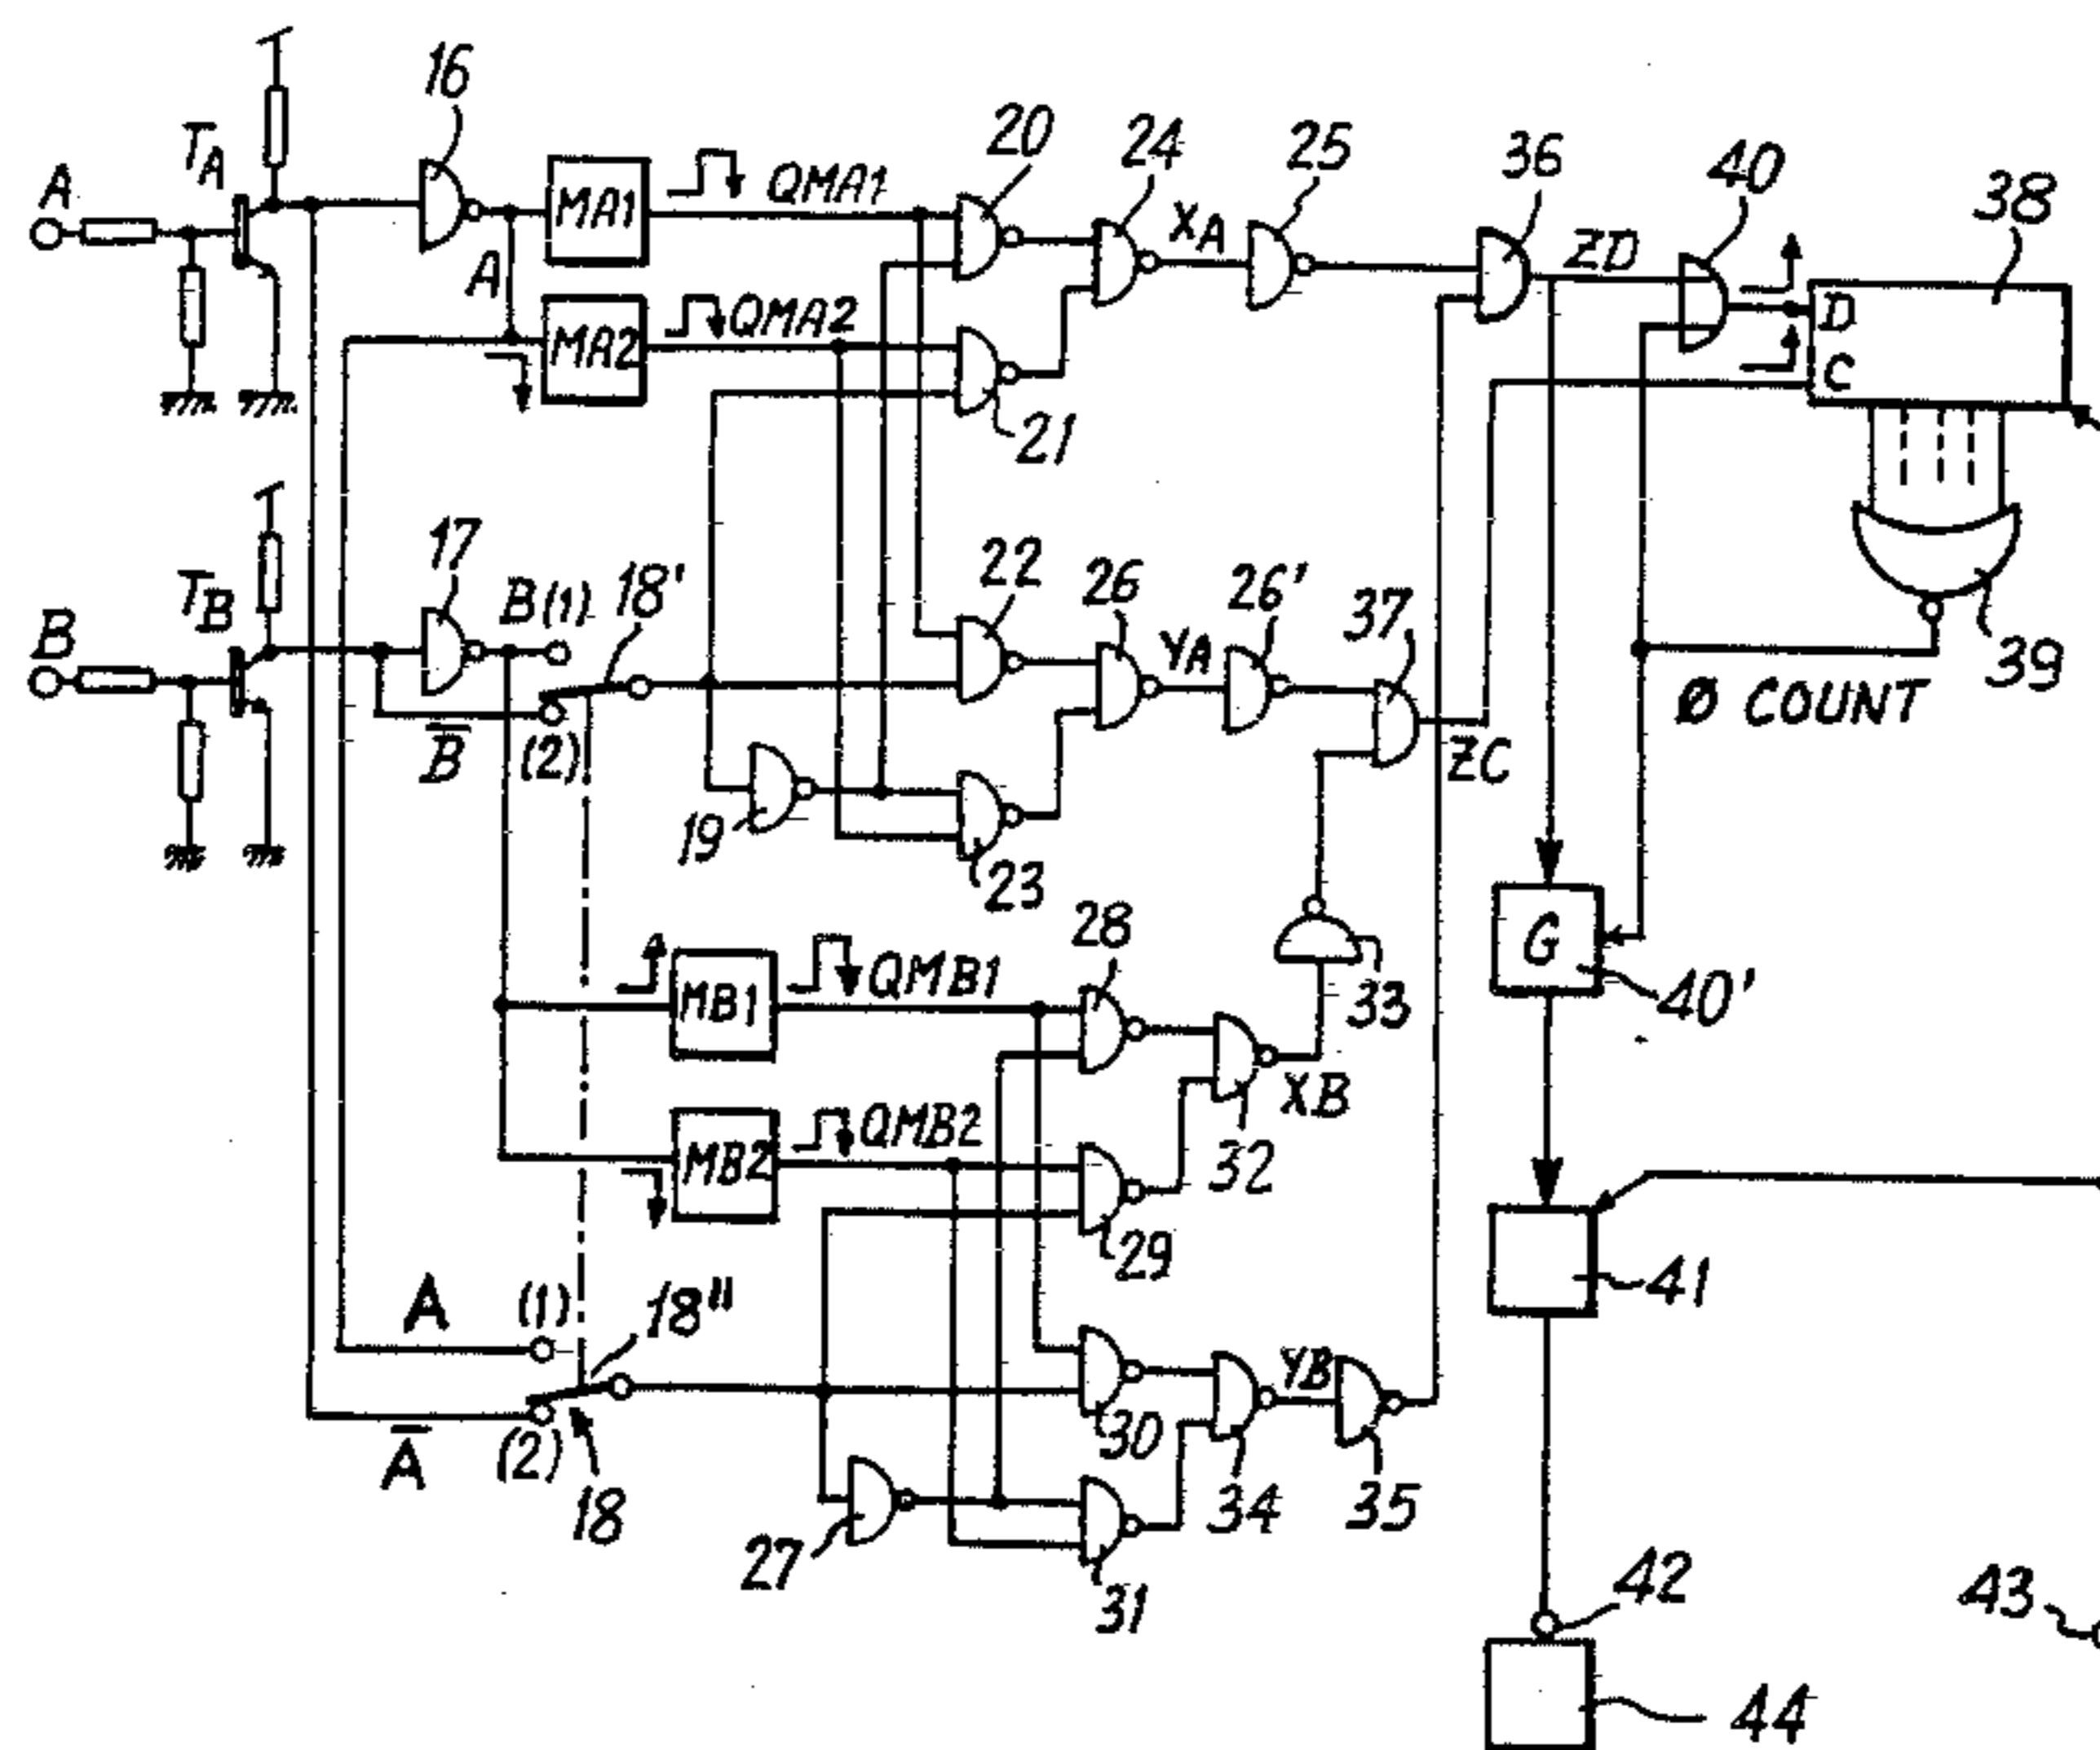 16
TA
A
MA1
QMA1
20
24
XA
25
36
ZD
40
38
A
MA2
QMA2
21
D
C
17
TB
B
B(1)
18'
22
26
YA
26'
37
39
Ø COUNT
B̅
(2)
19
23
ZC
28
G
40'
MB1
QMB1
33
XB
MB2
QMB2
32
29
41
A
(1)
18"
YB
30
A̅
(2)
18
27
34
35
31
42
43
44